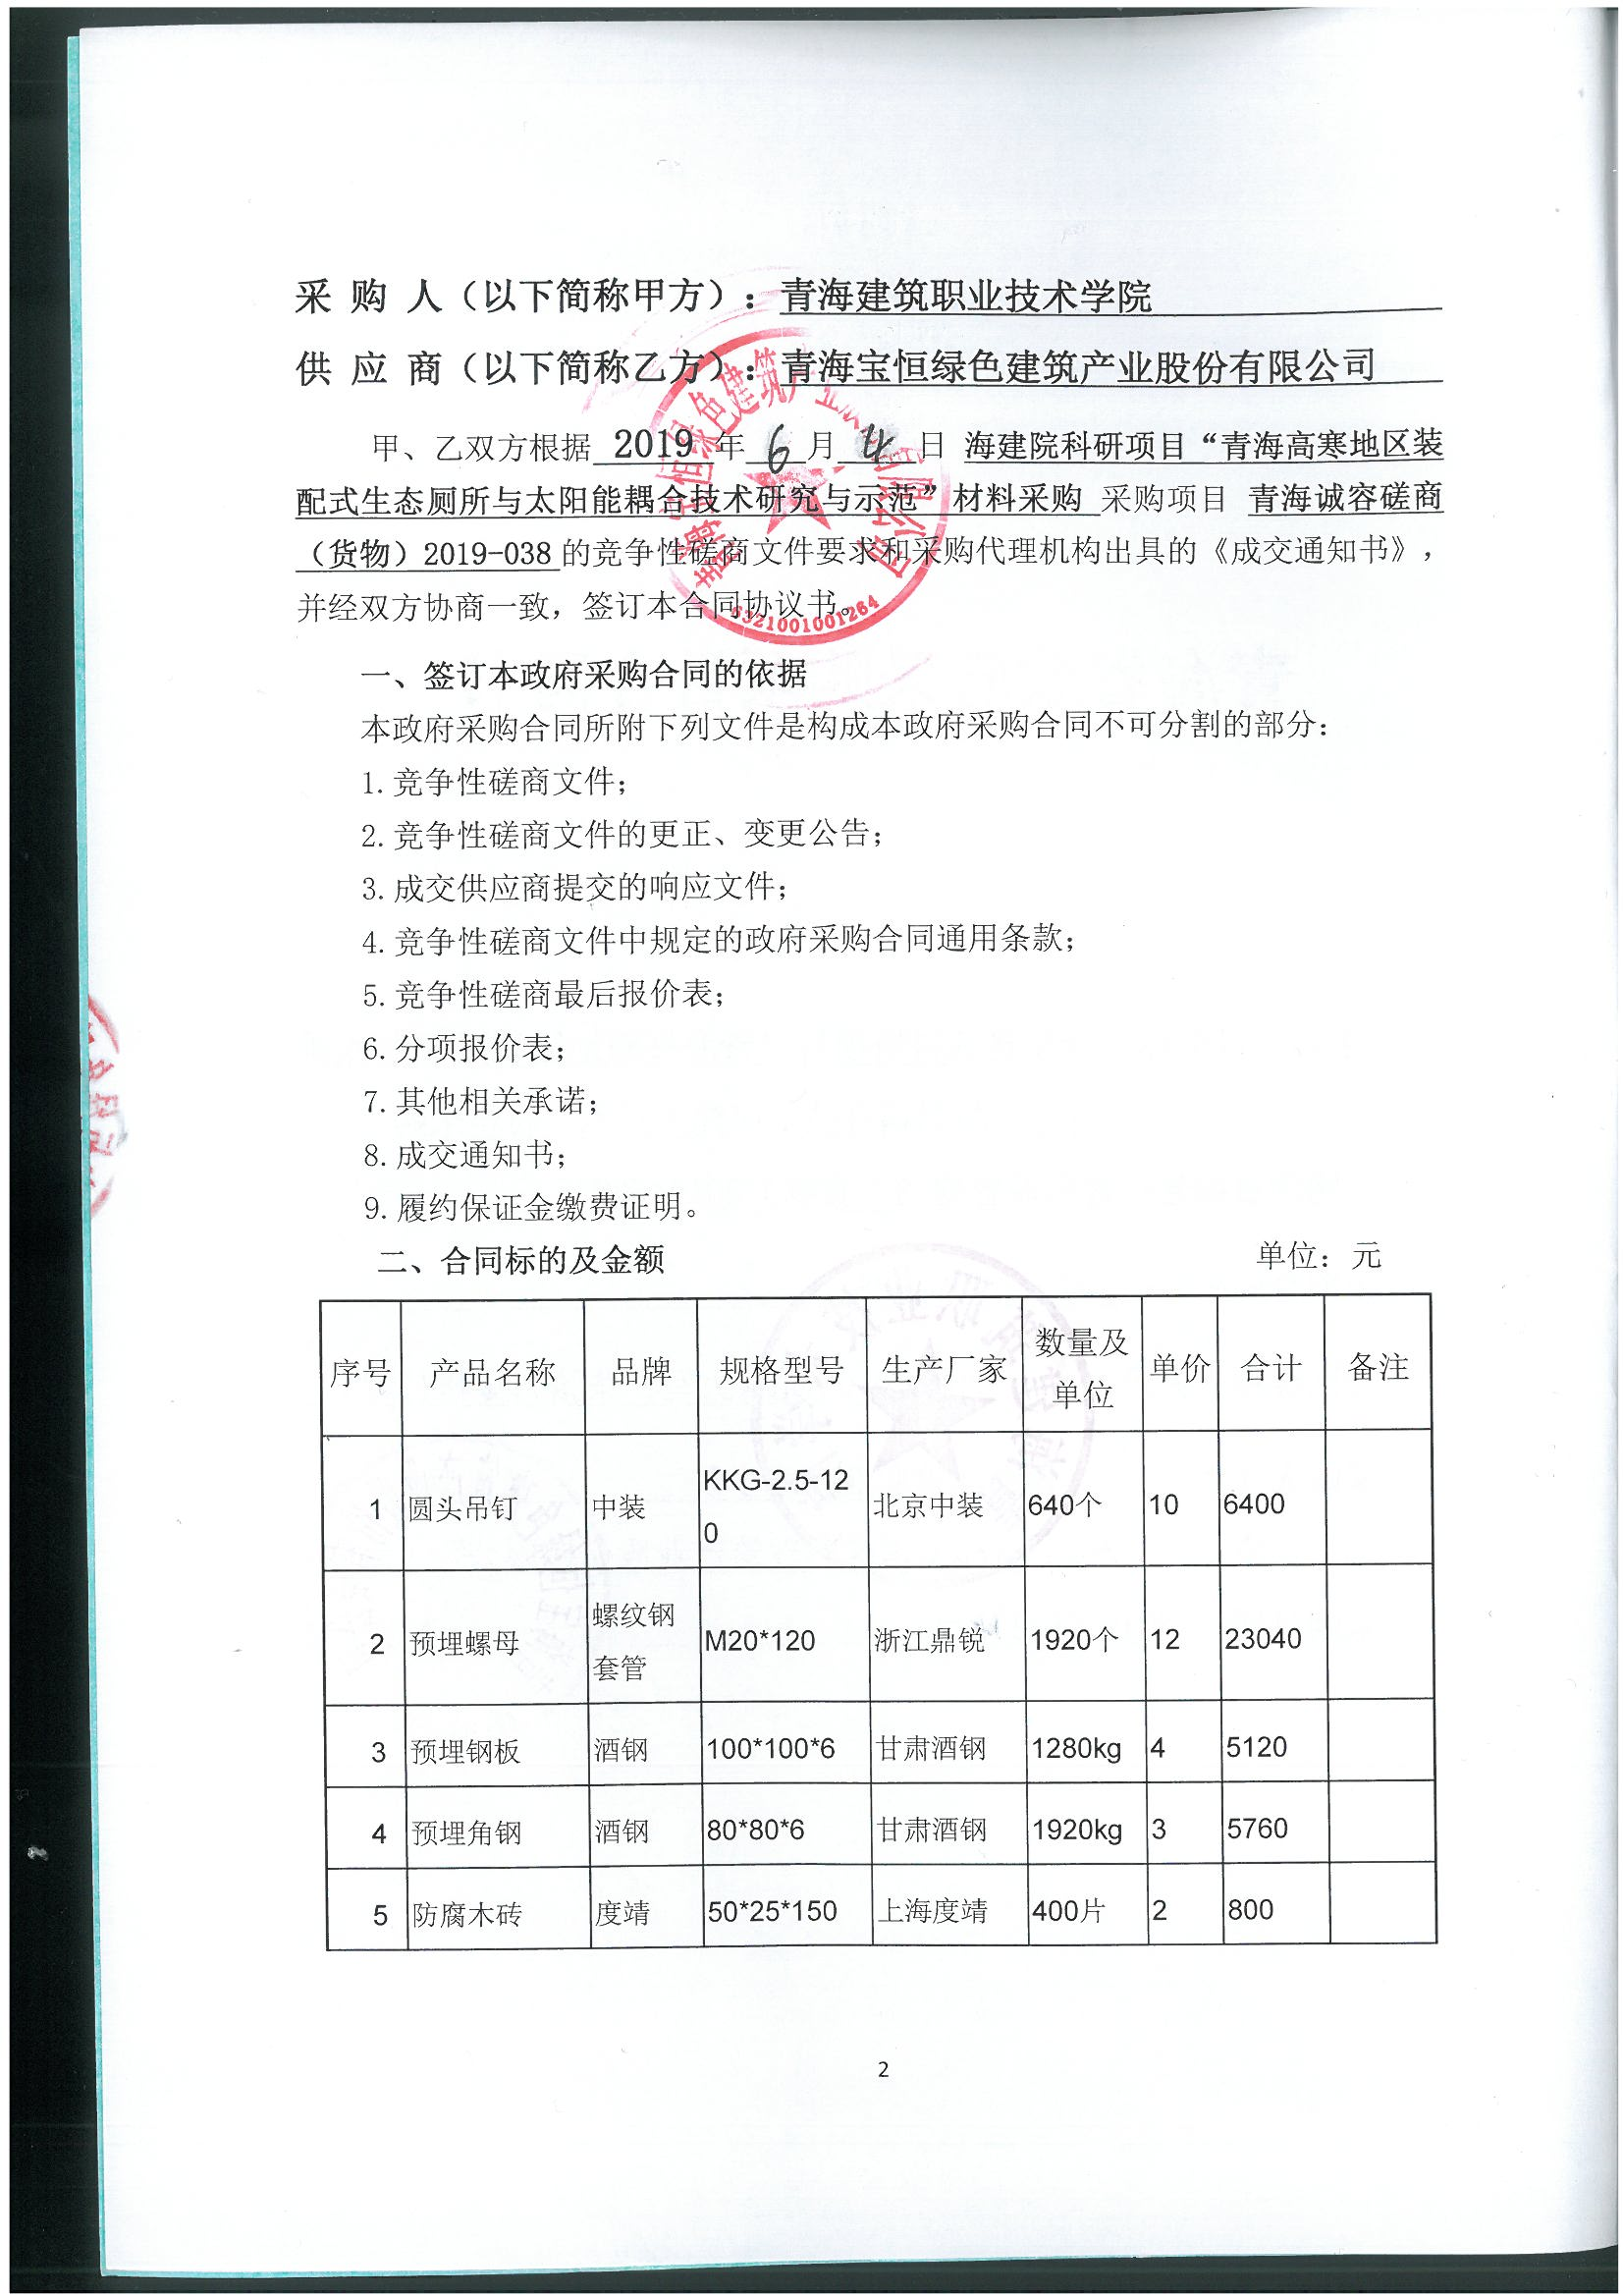 采 购 人（以下简称甲方）：青海建筑职业技术学院
供 应 商（以下简称乙方）：青海宝恒绿色建筑产业股份有限公司
甲、乙双方根据 2019 年 6 月 4 日 海建院科研项目“青海高寒地区装
配式生态厕所与太阳能耦合技术研究与示范”材料采购 采购项目 青海诚容磋商
（货物）2019-038 的竞争性磋商文件要求和采购代理机构出具的《成交通知书》，
并经双方协商一致，签订本合同协议书。
6321001001264
一、签订本政府采购合同的依据
本政府采购合同所附下列文件是构成本政府采购合同不可分割的部分：
1. 竞争性磋商文件；
2. 竞争性磋商文件的更正、变更公告；
3. 成交供应商提交的响应文件；
4. 竞争性磋商文件中规定的政府采购合同通用条款；
5. 竞争性磋商最后报价表；
6. 分项报价表；
7. 其他相关承诺；
8. 成交通知书；
9. 履约保证金缴费证明。
二、合同标的及金额 单位：元
序号 产品名称 品牌 规格型号 生产厂家 数量及单位 单价 合计 备注
1 圆头吊钉 中装 KKG-2.5-120 北京中装 640个 10 6400
2 预埋螺母 螺纹钢套管 M20*120 浙江鼎锐 1920个 12 23040
3 预埋钢板 酒钢 100*100*6 甘肃酒钢 1280kg 4 5120
4 预埋角钢 酒钢 80*80*6 甘肃酒钢 1920kg 3 5760
5 防腐木砖 度靖 50*25*150 上海度靖 400片 2 800
2